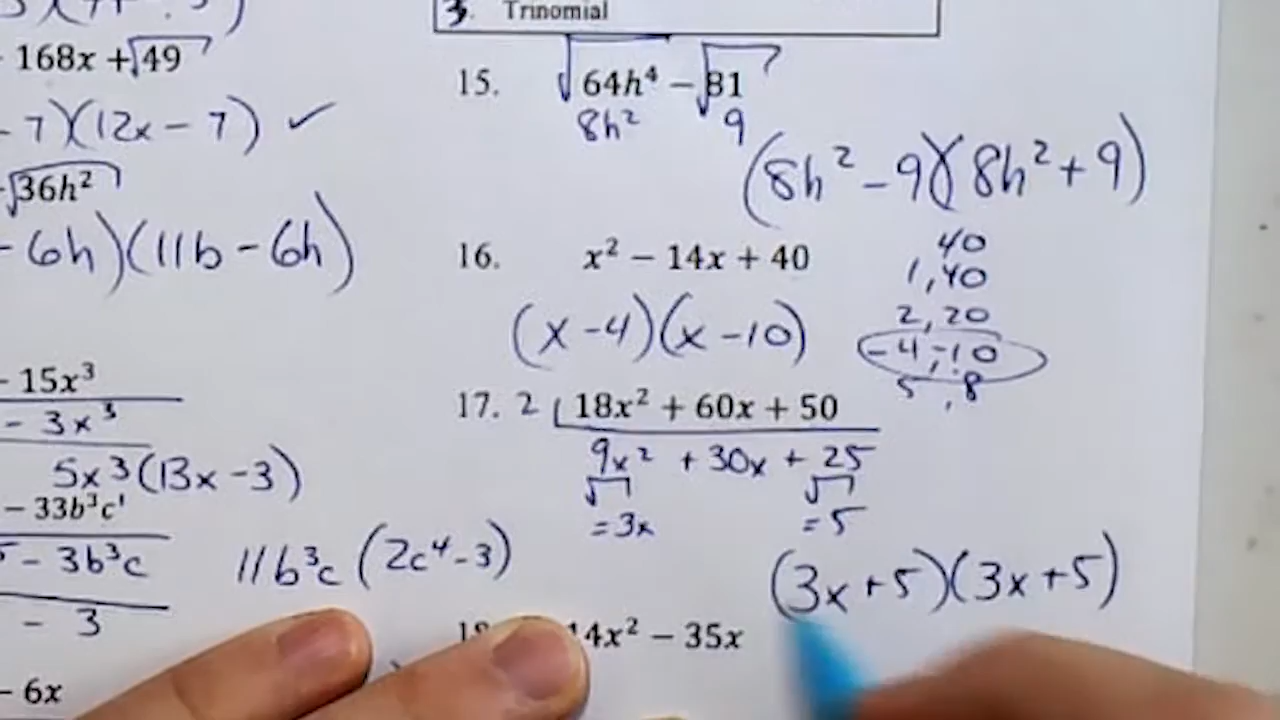 3. Trinomial
- 168x + √49
- 7)(12x - 7) ✓
√36h²
- 6h)(11b - 6h)
- 15x³
- 3x³
5x³(13x - 3)
- 33b³c¹
- 3b³c
11b³c (2c⁴ - 3)
- 3
- 6x
15. √64h⁴ - √81
8h² 9
(8h² - 9)(8h² + 9)
16. x² - 14x + 40
40
1, 40
2, 20
-4, -10
5, 8
(x - 4)(x - 10)
17. 2 18x² + 60x + 50
9x² + 30x + 25
√ √
= 3x = 5
(3x + 5)(3x + 5)
14x² - 35x